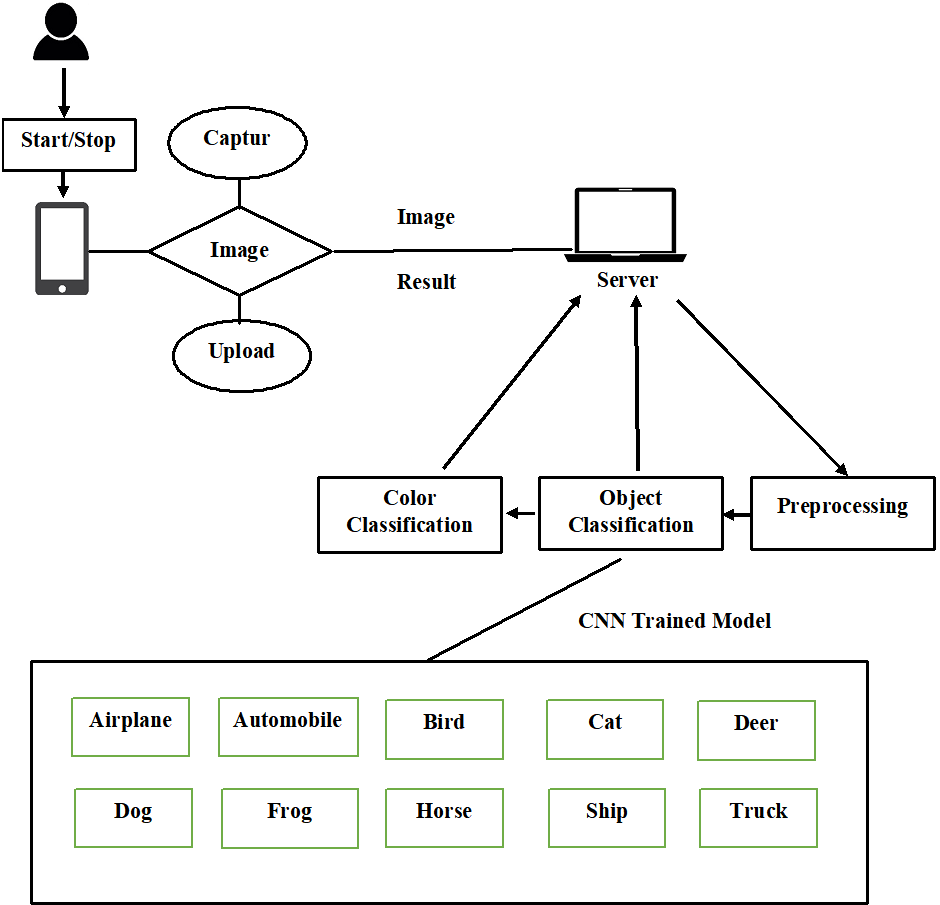 Start/Stop
Captur
Image
Upload
Image
Result
Server
Color
Classification
Object
Classification
Preprocessing
CNN Trained Model
Airplane
Automobile
Bird
Cat
Deer
Dog
Frog
Horse
Ship
Truck